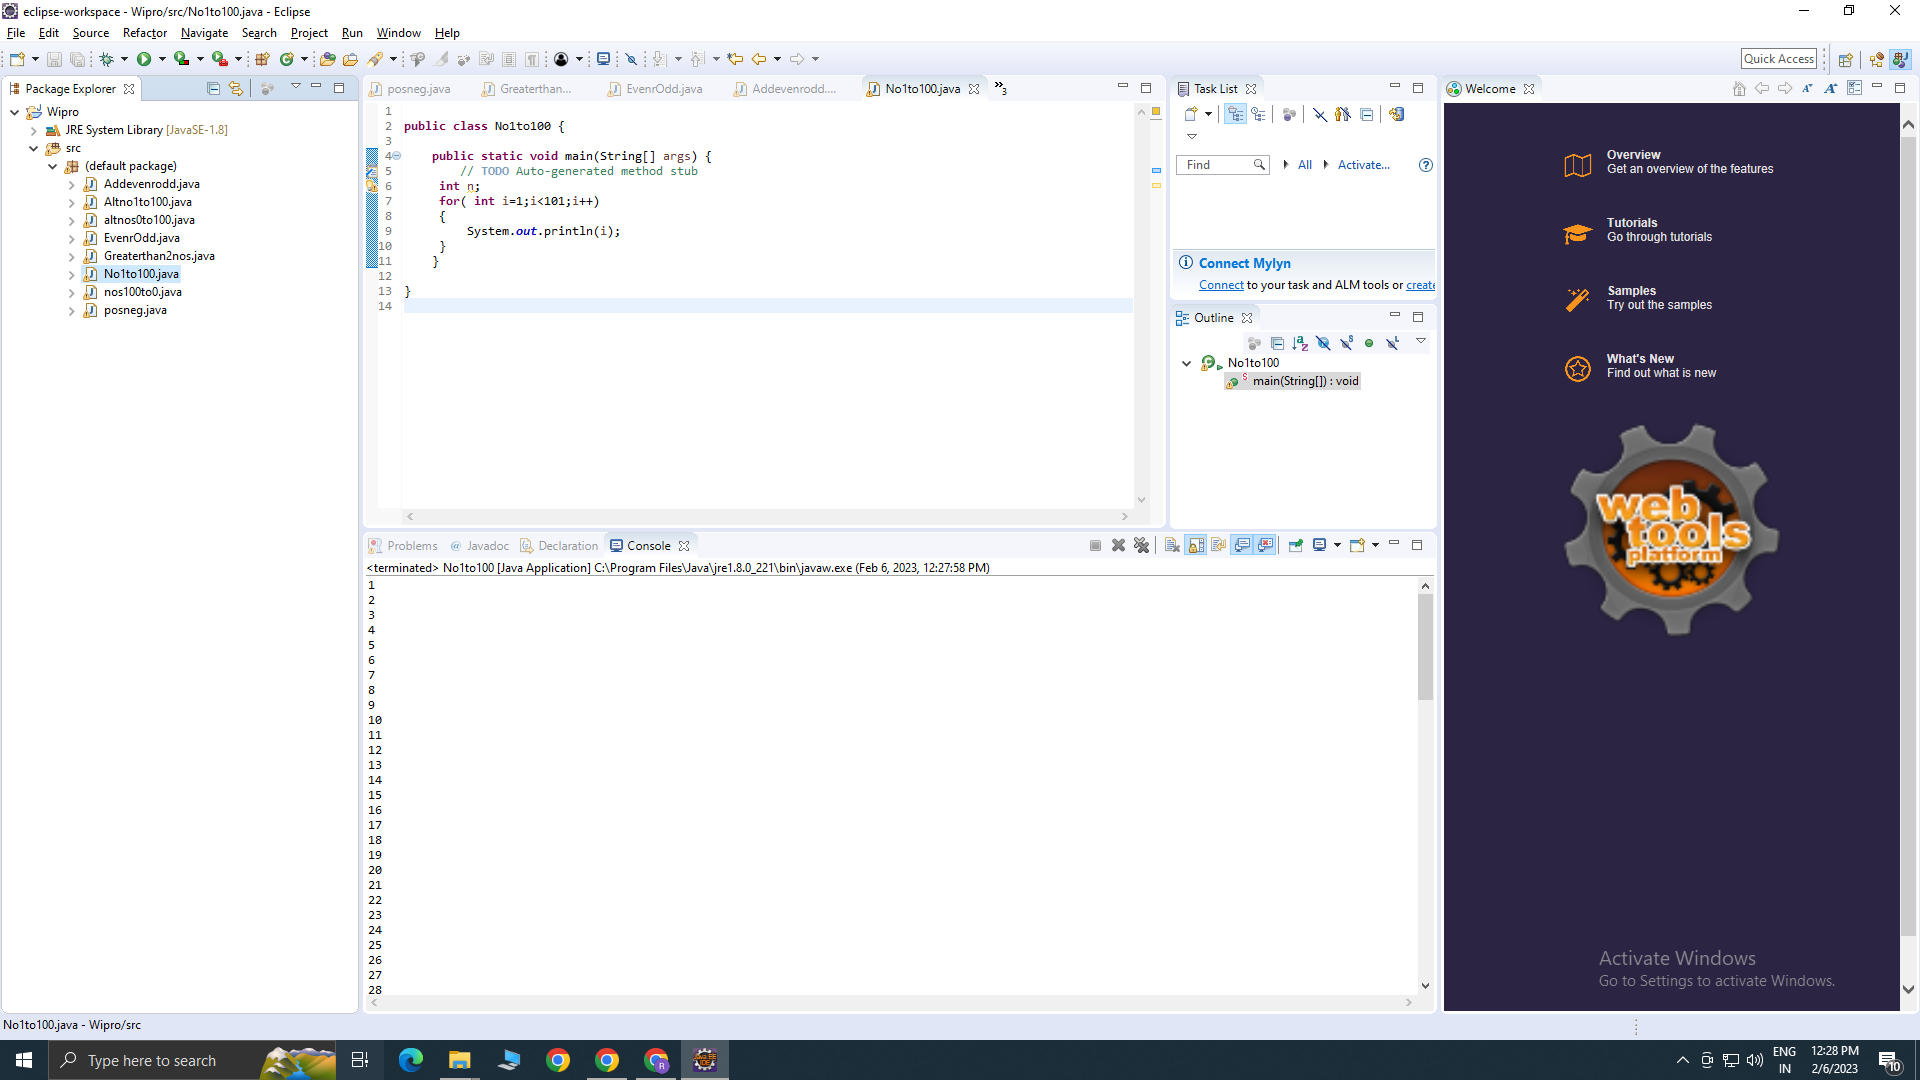 eclipse-workspace - Wipro/src/No1to100.java - Eclipse
File Edit Source Refactor Navigate Search Project Run Window Help
Quick Access
Package Explorer
Wipro
JRE System Library [JavaSE-1.8]
src
(default package)
Addevenrodd.java
Altno1to100.java
altnos0to100.java
EvenrOdd.java
Greaterthan2nos.java
No1to100.java
nos100to0.java
posneg.java
posneg.java Greaterthan... EvenrOdd.java Addevenrodd.... No1to100.java »3
1
2 public class No1to100 {
3
4 public static void main(String[] args) {
5 // TODO Auto-generated method stub
6 int n;
7 for( int i=1;i<101;i++)
8 {
9 System.out.println(i);
10 }
11 }
12
13 }
14
Task List
Find All Activate...
Connect Mylyn
Connect to your task and ALM tools or create
Outline
No1to100
main(String[]) : void
Problems @ Javadoc Declaration Console
<terminated> No1to100 [Java Application] C:\Program Files\Java\jre1.8.0_221\bin\javaw.exe (Feb 6, 2023, 12:27:58 PM)
1
2
3
4
5
6
7
8
9
10
11
12
13
14
15
16
17
18
19
20
21
22
23
24
25
26
27
28
Welcome
Overview
Get an overview of the features
Tutorials
Go through tutorials
Samples
Try out the samples
What's New
Find out what is new
web
tools
platform
Activate Windows
Go to Settings to activate Windows.
No1to100.java - Wipro/src
Type here to search
ENG
IN
12:28 PM
2/6/2023
10